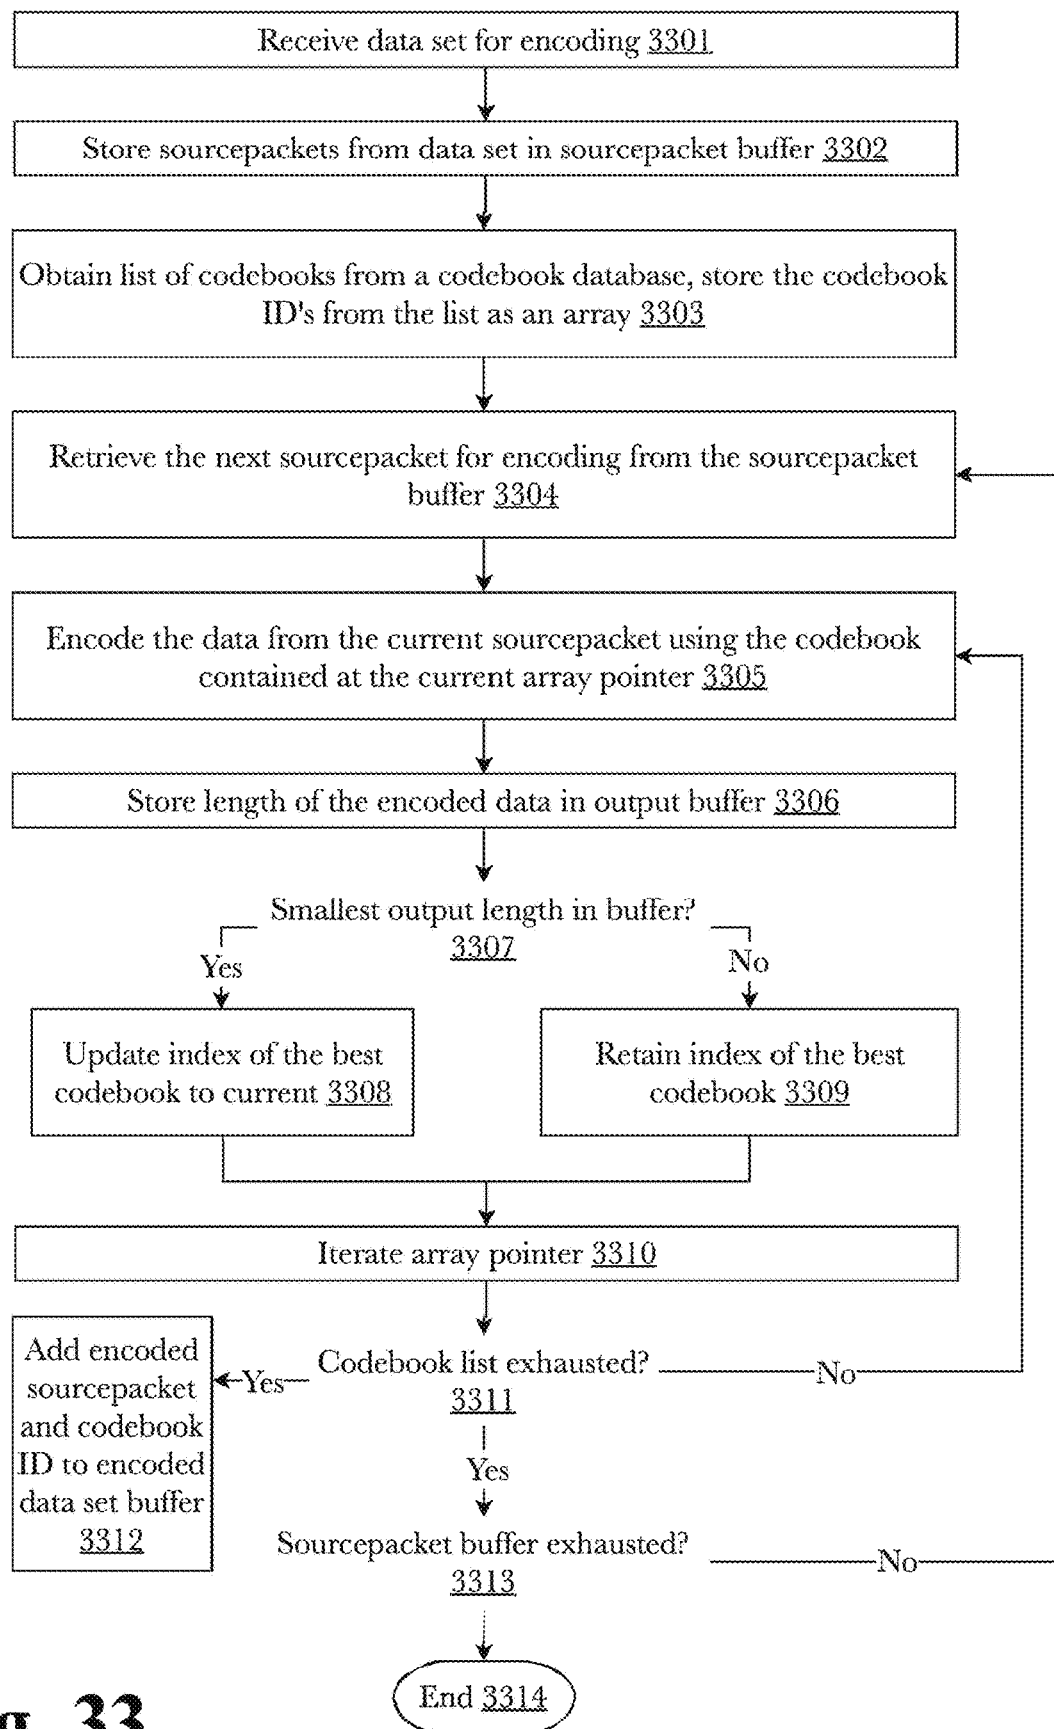 Receive data set for encoding 3301
Store sourcepackets from data set in sourcepacket buffer 3302
Obtain list of codebooks from a codebook database, store the codebook
ID's from the list as an array 3303
Retrieve the next sourcepacket for encoding from the sourcepacket
buffer 3304
Encode the data from the current sourcepacket using the codebook
contained at the current array pointer 3305
Store length of the encoded data in output buffer 3306
Smallest output length in buffer?
3307
Yes
No
Update index of the best
codebook to current 3308
Retain index of the best
codebook 3309
Iterate array pointer 3310
Codebook list exhausted?
3311
Yes
No
Add encoded
sourcepacket
and codebook
ID to encoded
data set buffer
3312
Yes
Sourcepacket buffer exhausted?
3313
No
End 3314
33